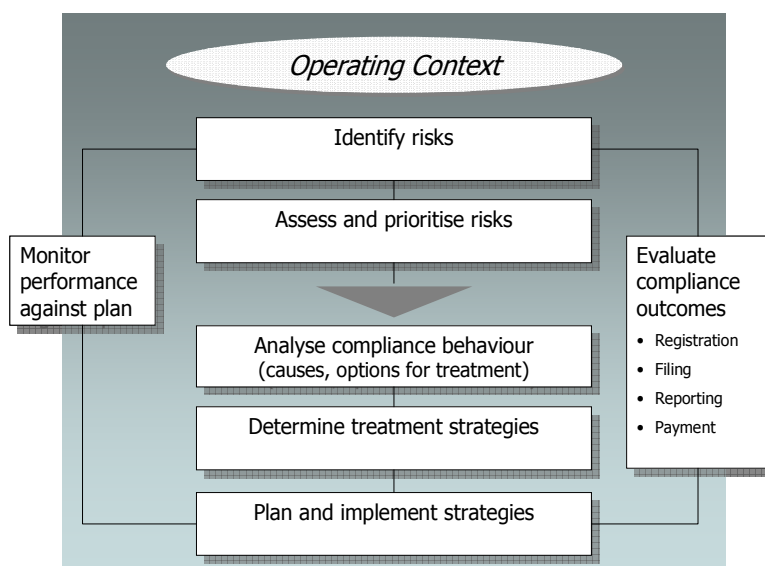 Operating Context
Identify risks
Assess and prioritise risks
Monitor
performance
against plan
Evaluate
compliance
outcomes
• Registration
• Filing
• Reporting
• Payment
Analyse compliance behaviour
(causes, options for treatment)
Determine treatment strategies
Plan and implement strategies